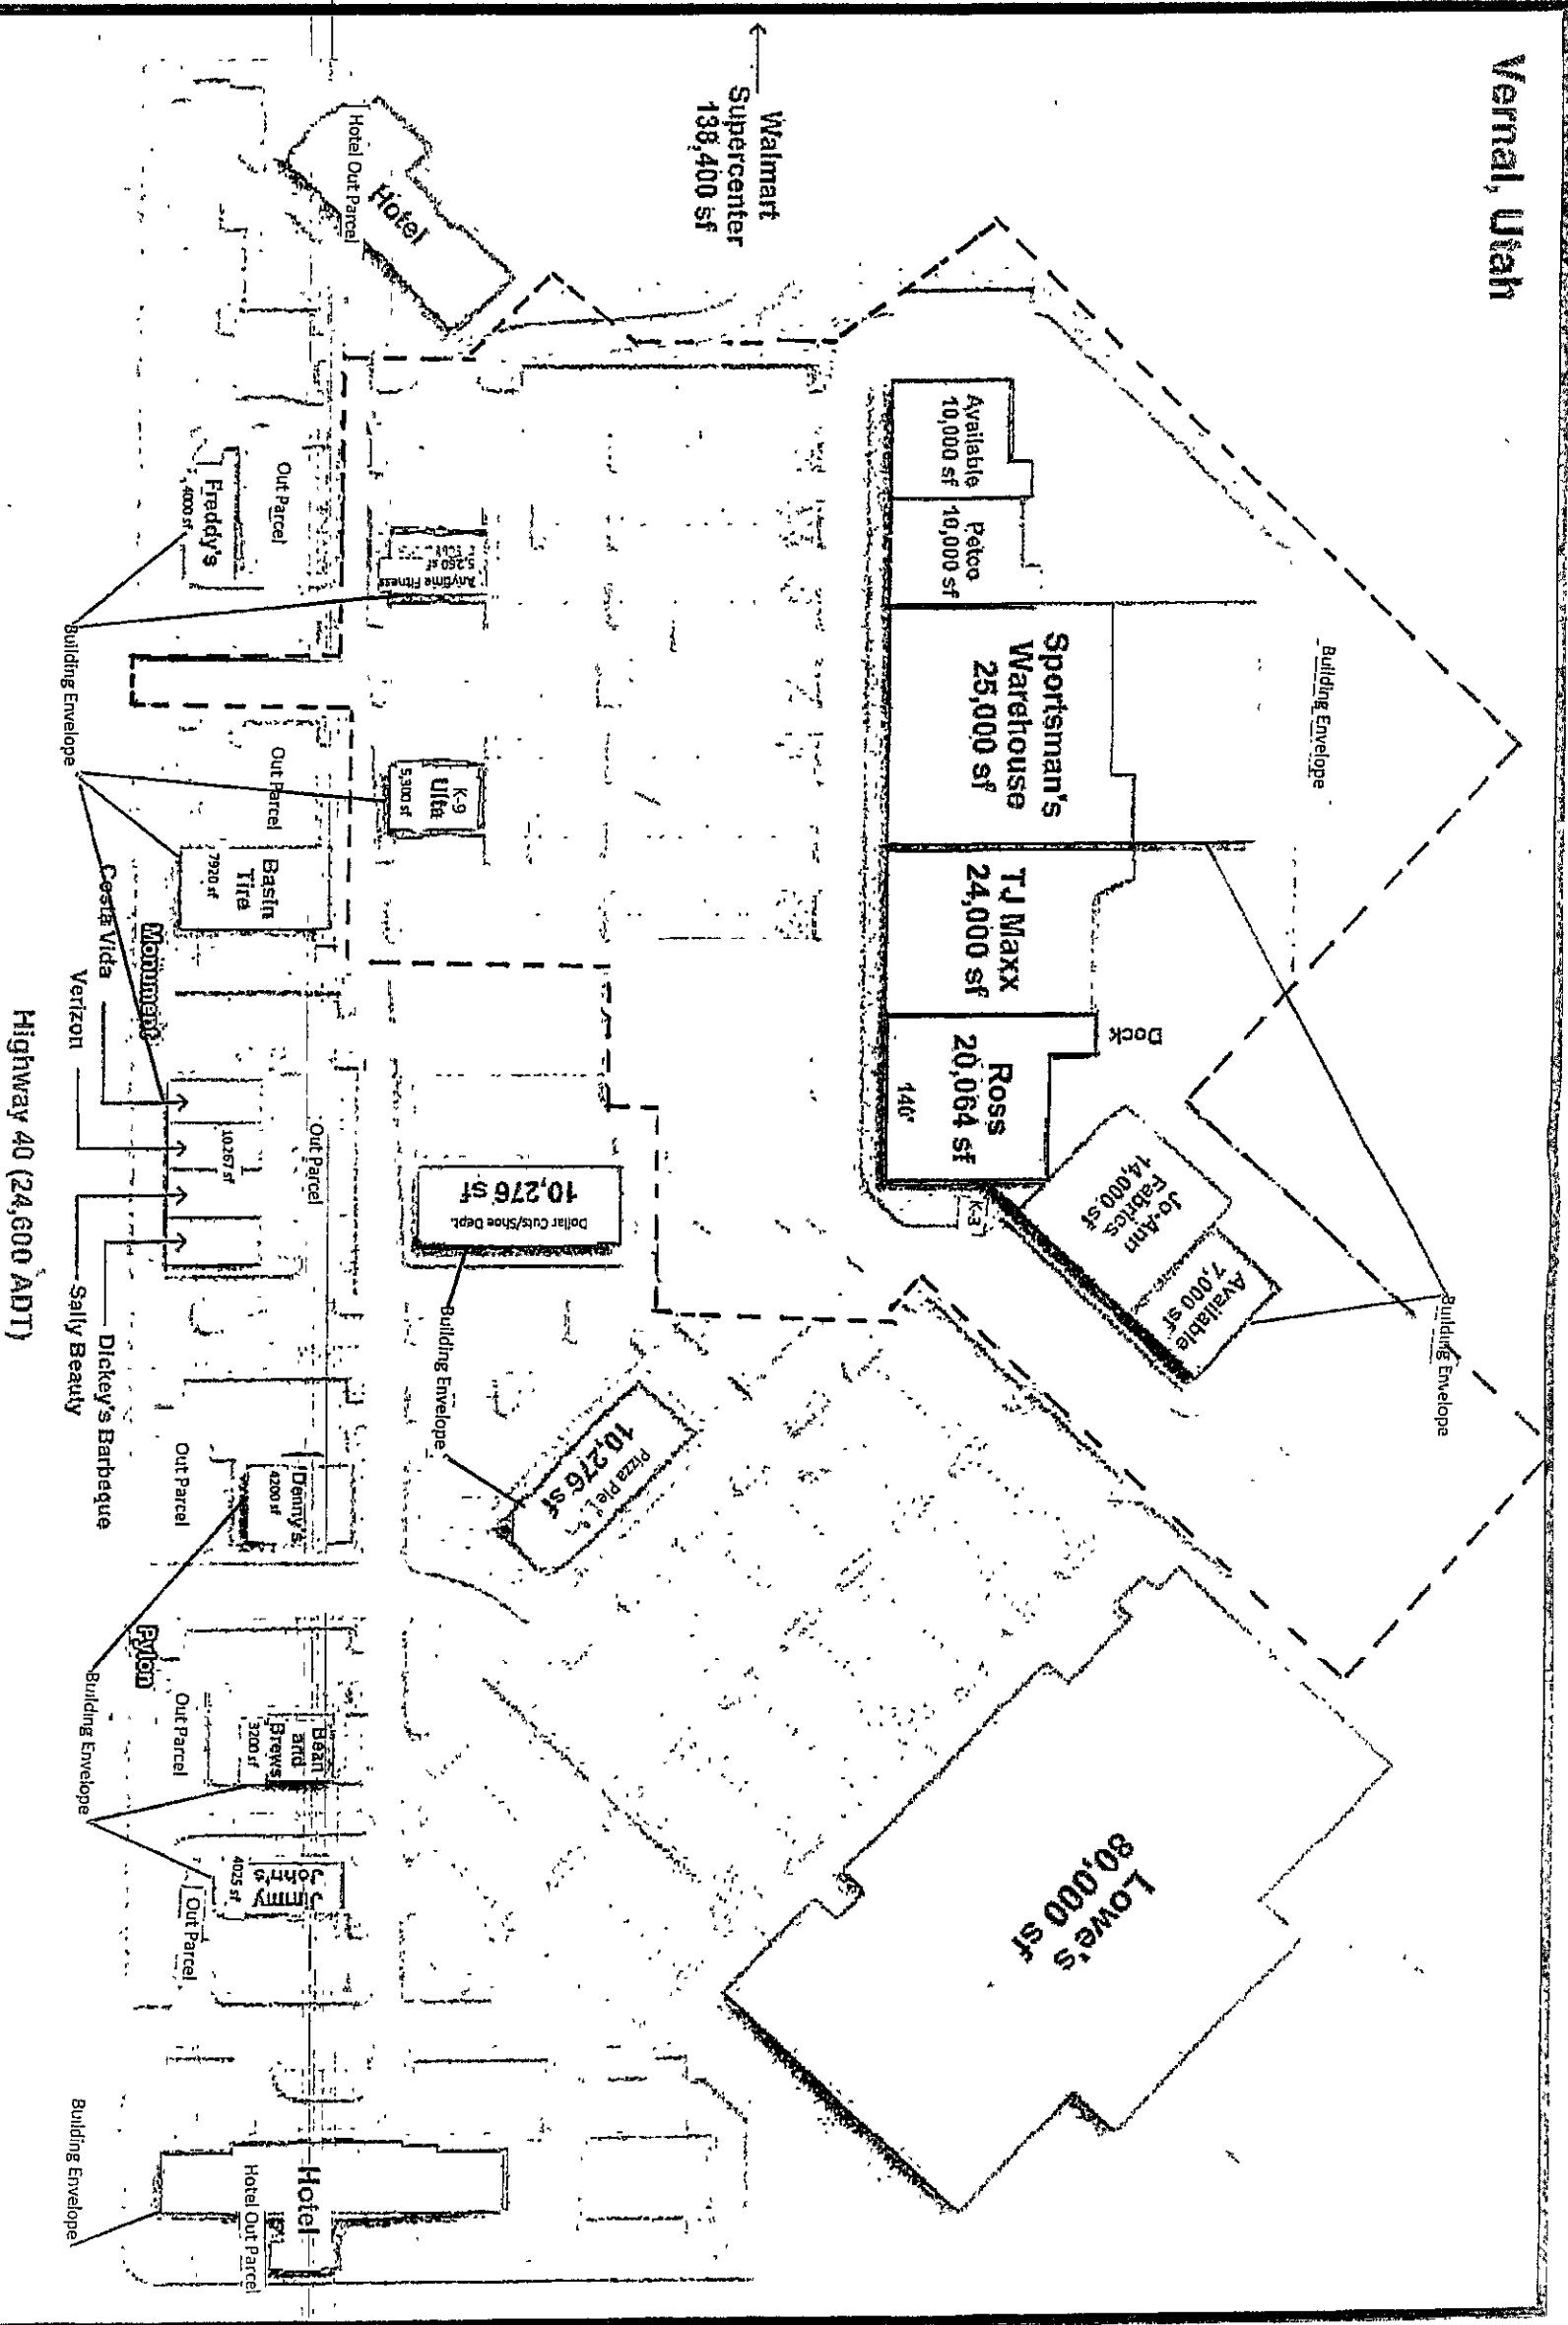 Vernal, Utah
Walmart
Supercenter
138,400 sf
Hotel
Hotel Out Parcel
Available
10,000 sf
Petco
10,000 sf
Sportsman's
Warehouse
25,000 sf
TJ Maxx
24,000 sf
Dock
Ross
20,064 sf
140'
K-3
Jo-Ann
Fabrics
14,000 sf
Available
7,000 sf
Building Envelope
Building Envelope
Lowe's
80,000 sf
Anytime Fitness
5,250 sf
K-9
Ulta
5,300 sf
Dollar Cuts/Shoe Dept.
10,276 sf
Building Envelope
Pizza Pie
10,276 sf
Out Parcel
Freddy's
4000 sf
Building Envelope
Out Parcel
Basin
Tire
7920 sf
Monument
Costa Vida
Verizon
Out Parcel
10,267 sf
Sally Beauty
Dickey's Barbeque
Denny's
4200 sf
Out Parcel
Pylon
Building Envelope
Out Parcel
Bean
and
Brews
3200 sf
Jimmy
John's
4025 sf
Out Parcel
Hotel
Hotel Out Parcel
Building Envelope
Highway 40 (24,600 ADT)